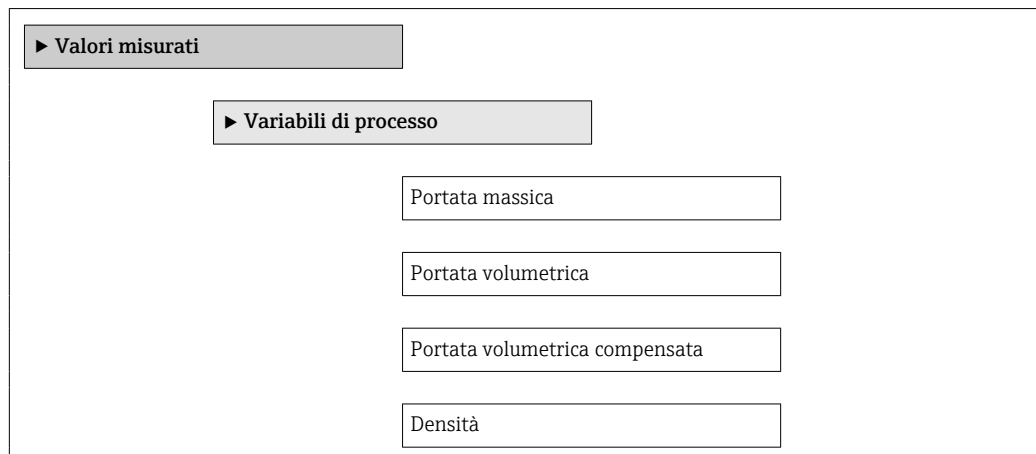 ▶ Valori misurati
▶ Variabili di processo
Portata massica
Portata volumetrica
Portata volumetrica compensata
Densità